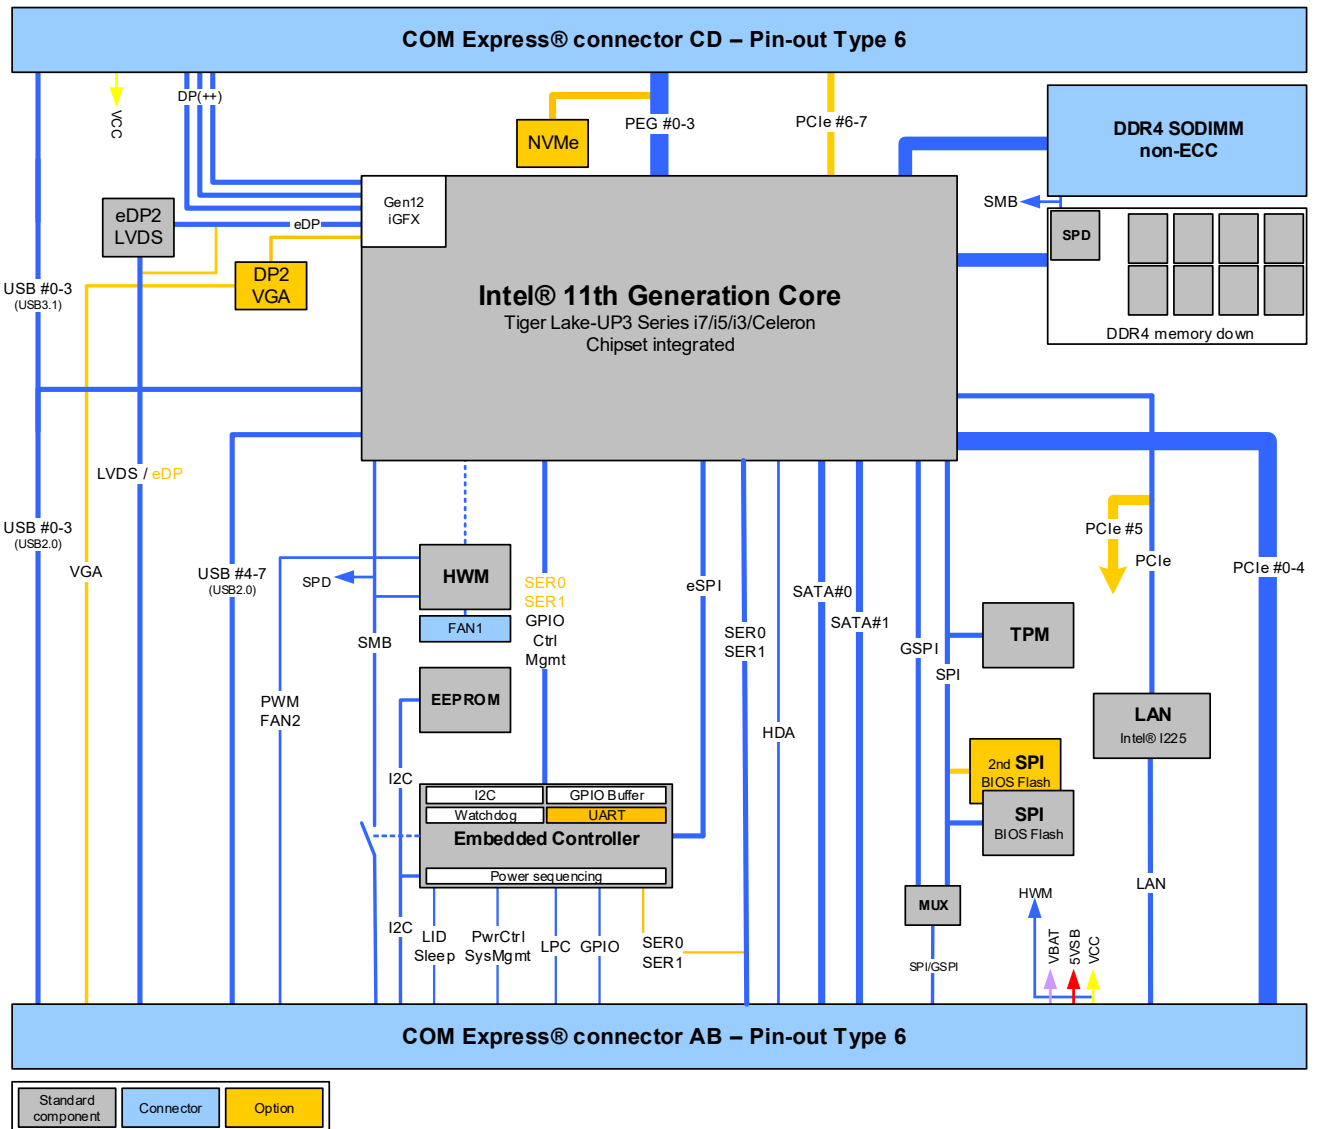 COM Express® connector CD – Pin-out Type 6
DP(++)
VCC
NVMe
PEG #0-3
PCIe #6-7
DDR4 SODIMM
non-ECC
SMB
SPD
DDR4 memory down
Gen12
iGFX
eDP2
LVDS
eDP
DP2
VGA
USB #0-3
(USB3.1)
Intel® 11th Generation Core
Tiger Lake-UP3 Series i7/i5/i3/Celeron
Chipset integrated
LVDS / eDP
USB #0-3
(USB2.0)
VGA
USB #4-7
(USB2.0)
SPD
HWM
FAN1
SMB
PWM
FAN2
EEPROM
SER0
SER1
GPIO
Ctrl
Mgmt
eSPI
SER0
SER1
HDA
SATA#0
SATA#1
GSPI
SPI
TPM
PCIe #5
PCIe
PCIe #0-4
LAN
Intel® I225
2nd SPI
BIOS Flash
SPI
BIOS Flash
I2C
I2C
GPIO Buffer
Watchdog
UART
Embedded Controller
Power sequencing
MUX
I2C
LID
Sleep
PwrCtrl
SysMgmt
LPC
GPIO
SER0
SER1
SPI/GSPI
HWM
VBAT
5VSB
VCC
LAN
COM Express® connector AB – Pin-out Type 6
Standard
component
Connector
Option